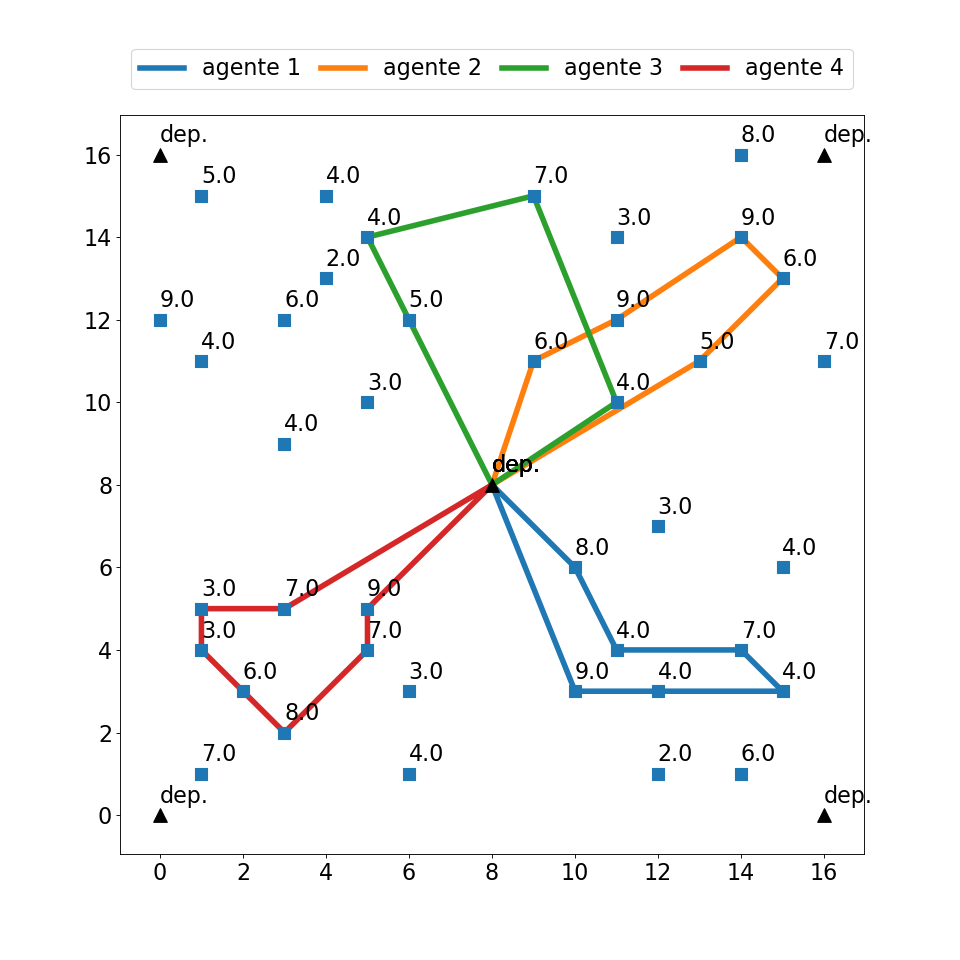 agente 1 agente 2 agente 3 agente 4
dep. 8.0 dep.
16
5.0 4.0 7.0
4.0 3.0 9.0
14
2.0 6.0
9.0 6.0 5.0 9.0
12
4.0 6.0 5.0 7.0
3.0 4.0
10
4.0
dep.
8
3.0
8.0 4.0
6
3.0 7.0 9.0
3.0 7.0 4.0 7.0
4
6.0 3.0 9.0 4.0 4.0
8.0
2
7.0 4.0 2.0 6.0
dep. dep.
0
0 2 4 6 8 10 12 14 16